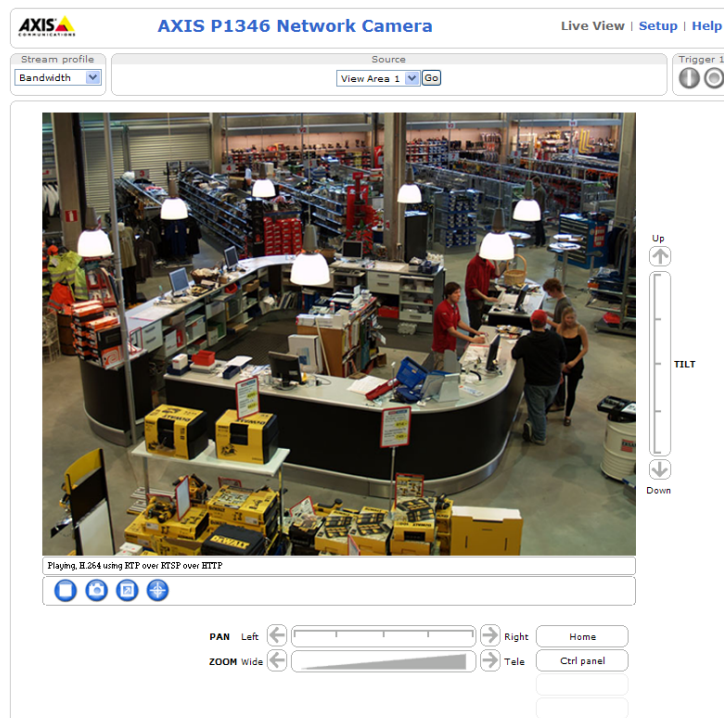 AXIS
COMMUNICATIONS
AXIS P1346 Network Camera
Live View | Setup | Help
Stream profile
Source
Trigger 1
Bandwidth
View Area 1
Go
Up
TILT
Down
DEWALT
Playing, H.264 using RTP over RTSP over HTTP
PAN Left
Right
Home
ZOOM Wide
Tele
Ctrl panel